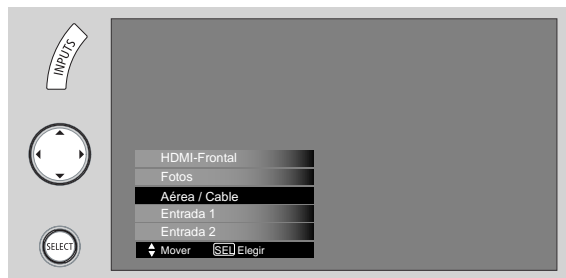 INPUTS
HDMI-Frontal
Fotos
Aérea / Cable
Entrada 1
Entrada 2
Mover SEL Elegir
SELECT